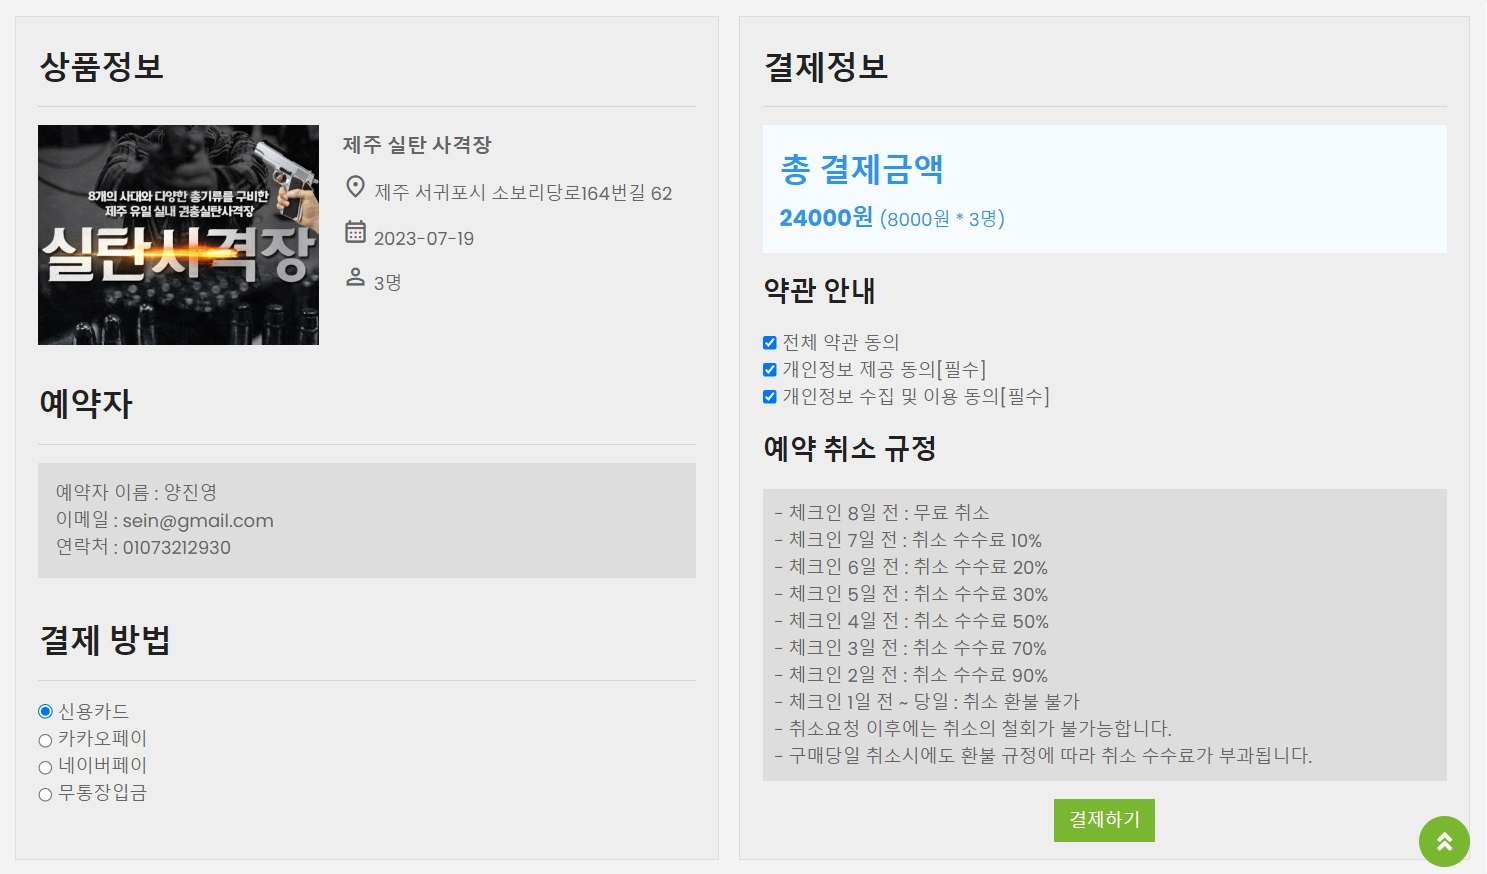 상품정보
8개의 사대와 다양한 총기류를 구비한
제주 유일 실내 권총실탄사격장
실탄사격장
제주 실탄 사격장
제주 서귀포시 소보리당로164번길 62
2023-07-19
3명
예약자
예약자 이름 : 양진영
이메일 : sein@gmail.com
연락처 : 01073212930
결제 방법
신용카드
카카오페이
네이버페이
무통장입금
결제정보
총 결제금액
24000원 (8000원 * 3명)
약관 안내
전체 약관 동의
개인정보 제공 동의[필수]
개인정보 수집 및 이용 동의[필수]
예약 취소 규정
- 체크인 8일 전 : 무료 취소
- 체크인 7일 전 : 취소 수수료 10%
- 체크인 6일 전 : 취소 수수료 20%
- 체크인 5일 전 : 취소 수수료 30%
- 체크인 4일 전 : 취소 수수료 50%
- 체크인 3일 전 : 취소 수수료 70%
- 체크인 2일 전 : 취소 수수료 90%
- 체크인 1일 전 ~ 당일 : 취소 환불 불가
- 취소요청 이후에는 취소의 철회가 불가능합니다.
- 구매당일 취소시에도 환불 규정에 따라 취소 수수료가 부과됩니다.
결제하기